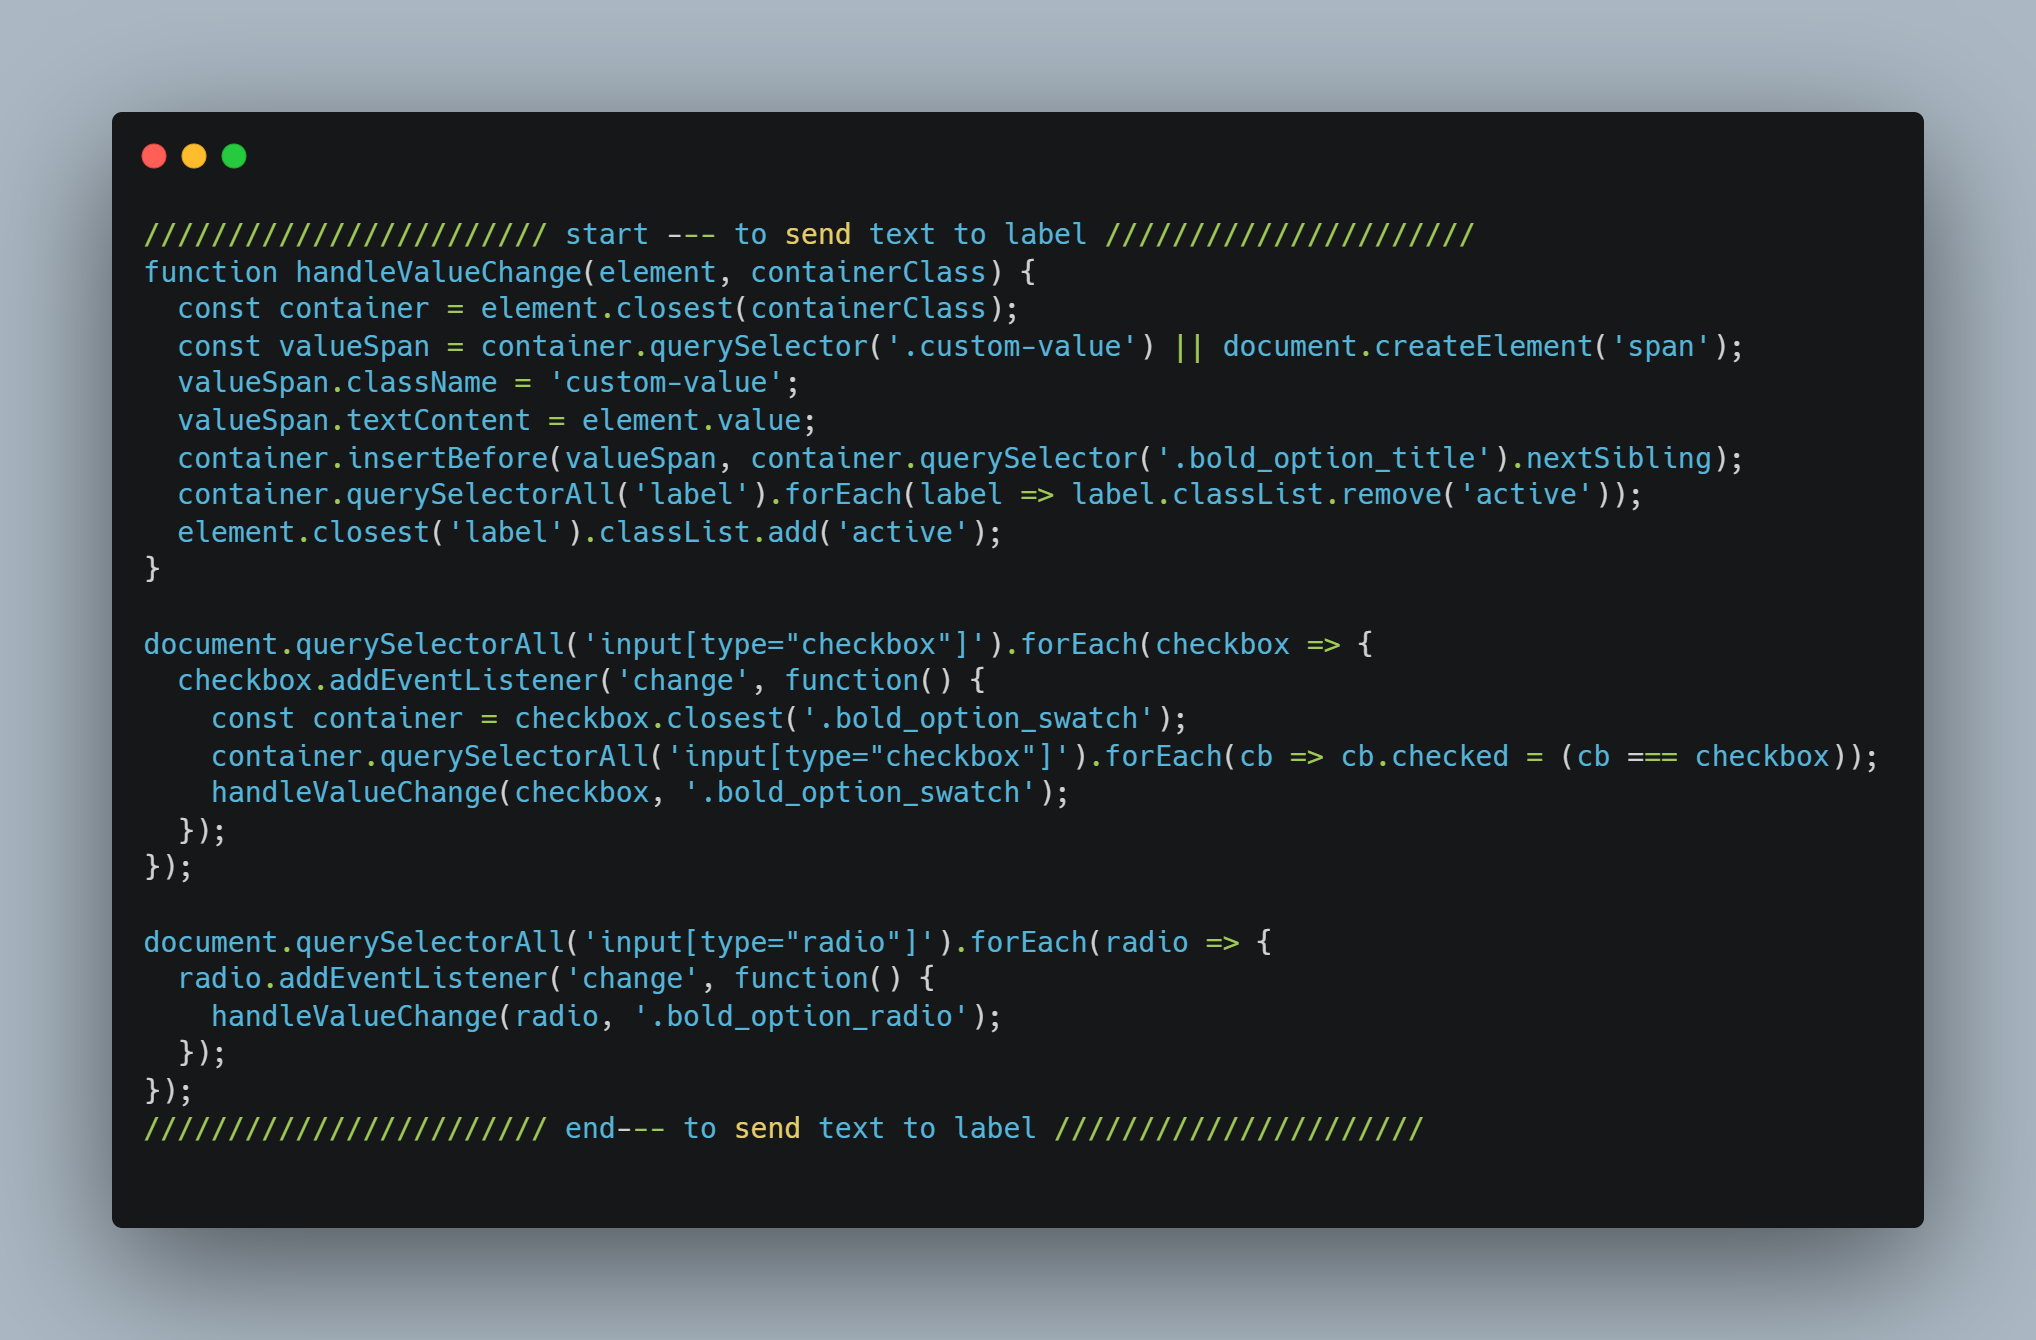 //////////////////////// start --- to send text to label //////////////////////
function handleValueChange(element, containerClass) {
  const container = element.closest(containerClass);
  const valueSpan = container.querySelector('.custom-value') || document.createElement('span');
  valueSpan.className = 'custom-value';
  valueSpan.textContent = element.value;
  container.insertBefore(valueSpan, container.querySelector('.bold_option_title').nextSibling);
  container.querySelectorAll('label').forEach(label => label.classList.remove('active'));
  element.closest('label').classList.add('active');
}
document.querySelectorAll('input[type="checkbox"]').forEach(checkbox => {
  checkbox.addEventListener('change', function() {
    const container = checkbox.closest('.bold_option_swatch');
    container.querySelectorAll('input[type="checkbox"]').forEach(cb => cb.checked = (cb === checkbox));
    handleValueChange(checkbox, '.bold_option_swatch');
  });
});
document.querySelectorAll('input[type="radio"]').forEach(radio => {
  radio.addEventListener('change', function() {
    handleValueChange(radio, '.bold_option_radio');
  });
});
//////////////////////// end--- to send text to label //////////////////////